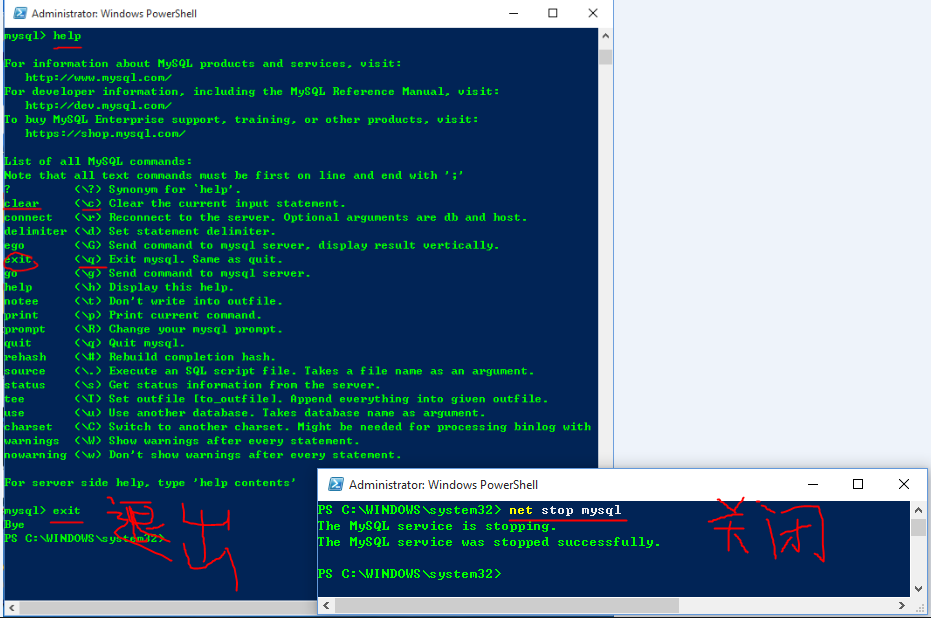 Administrator: Windows PowerShell
mysql> help
For information about MySQL products and services, visit:
http://www.mysql.com/
For developer information, including the MySQL Reference Manual, visit:
http://dev.mysql.com/
To buy MySQL Enterprise support, training, or other products, visit:
https://shop.mysql.com/
List of all MySQL commands:
Note that all text commands must be first on line and end with ';'
? (\?) Synonym for `help'.
clear (\c) Clear the current input statement.
connect (\r) Reconnect to the server. Optional arguments are db and host.
delimiter (\d) Set statement delimiter.
ego (\G) Send command to mysql server, display result vertically.
exit (\q) Exit mysql. Same as quit.
go (\g) Send command to mysql server.
help (\h) Display this help.
notee (\t) Don't write into outfile.
print (\p) Print current command.
prompt (\R) Change your mysql prompt.
quit (\q) Quit mysql.
rehash (\#) Rebuild completion hash.
source (\.) Execute an SQL script file. Takes a file name as an argument.
status (\s) Get status information from the server.
tee (\T) Set outfile [to_outfile]. Append everything into given outfile.
use (\u) Use another database. Takes database name as argument.
charset (\C) Switch to another charset. Might be needed for processing binlog with
warnings (\W) Show warnings after every statement.
nowarning (\w) Don't show warnings after every statement.
For server side help, type 'help contents'
mysql> exit
Bye
PS C:\WINDOWS\system32>
退出
Administrator: Windows PowerShell
PS C:\WINDOWS\system32> net stop mysql
The MySQL service is stopping.
The MySQL service was stopped successfully.
PS C:\WINDOWS\system32>
关闭